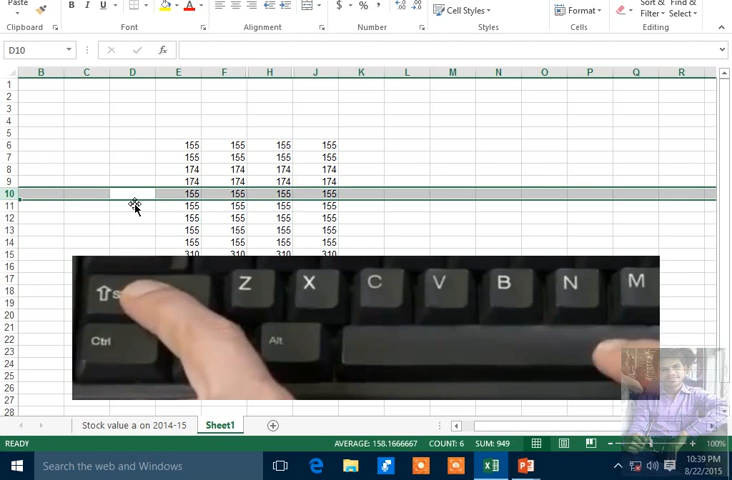 Paste
B I U A
$ % ,
Cell Styles
Format
Sort & Find &
Filter Select
Clipboard Font Alignment Number Styles Cells Editing
D10 fx
B C D E F H J K L M N O P Q R
1
2
3
4
5
6 155 155 155 155
7 155 155 155 155
8 174 174 174 174
9 174 174 174 174
10 155 155 155 155
11 155 155 155 155
12 155 155 155 155
13 155 155 155 155
14 155 155 155 155
15 310 310 310 310
16
17
18
19
20
21
22
23
24
25
26
27
28
Z X C V B N M
Ctrl Alt
Stock value a on 2014-15 Sheet1
READY AVERAGE: 158.1666667 COUNT: 6 SUM: 949 100%
Search the web and Windows
10:39 PM
8/22/2015